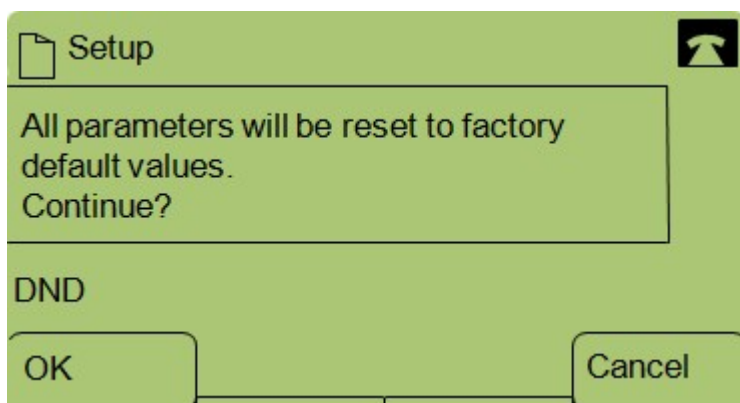 Setup
All parameters will be reset to factory
default values.
Continue?
DND
OK
Cancel